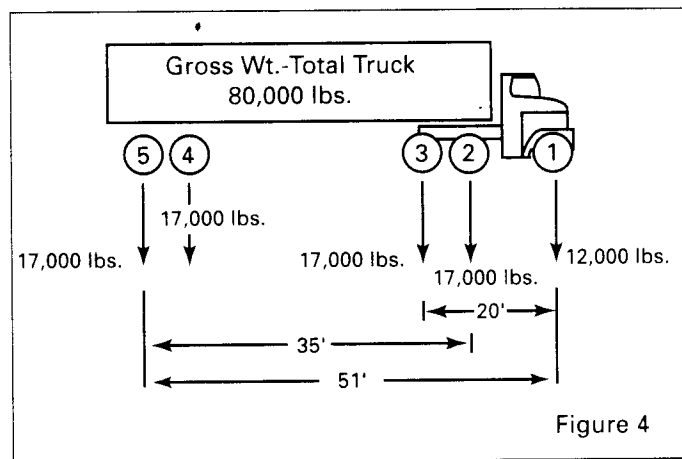 Gross Wt.-Total Truck
80,000 lbs.
5
4
3
2
1
17,000 lbs.
17,000 lbs.
17,000 lbs.
17,000 lbs.
12,000 lbs.
20'
35'
51'
Figure 4